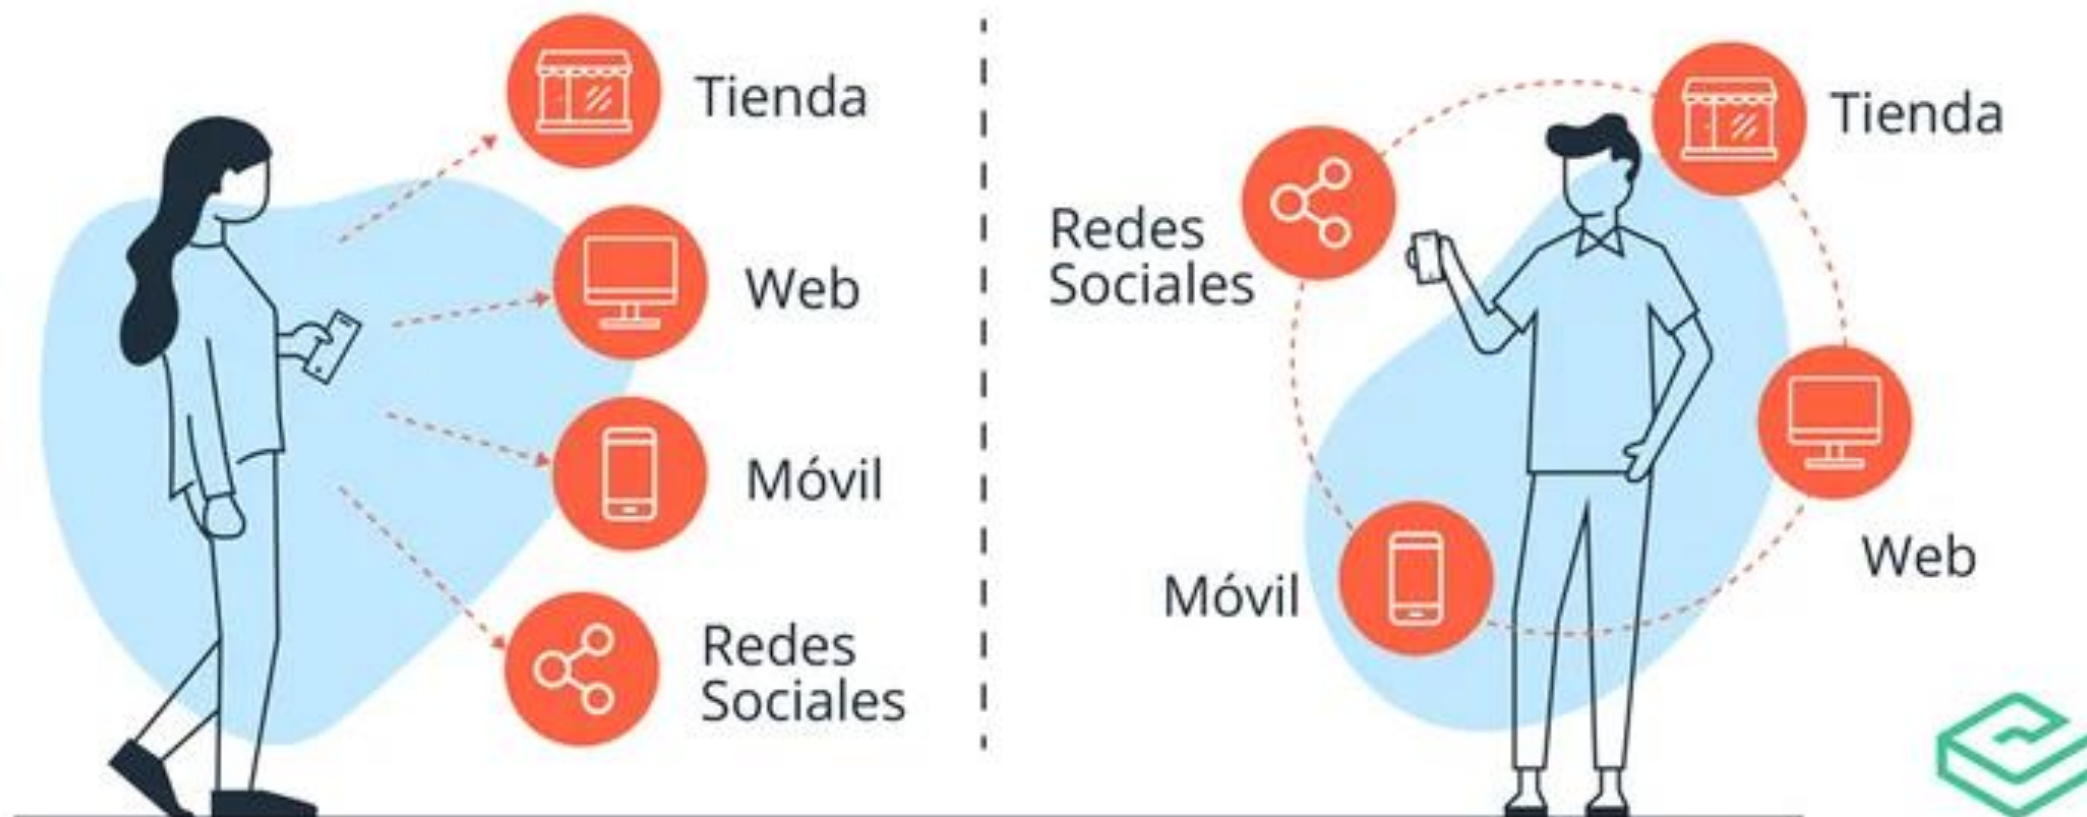 Tienda
Web
Móvil
Redes
Sociales
Tienda
Redes
Sociales
Web
Móvil